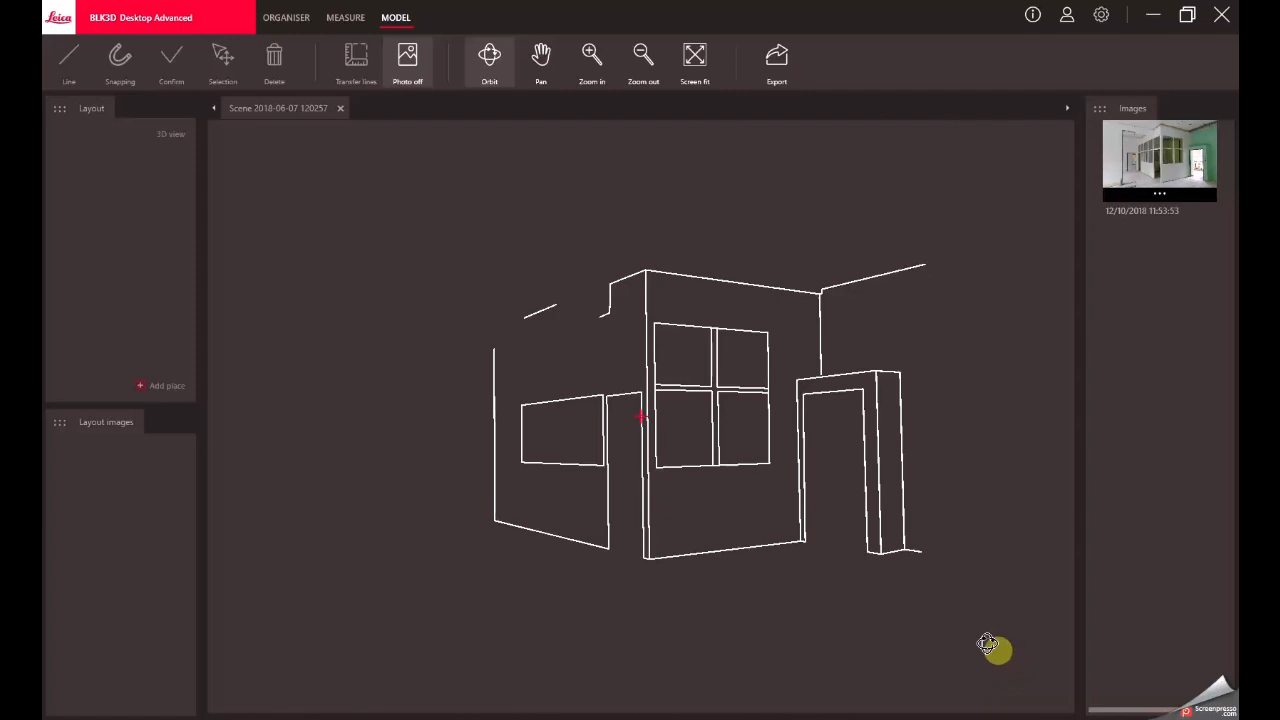 Leica
BLK3D Desktop Advanced
ORGANISER
MEASURE
MODEL
Line
Snapping
Confirm
Selection
Delete
Transfer lines
Photo off
Orbit
Pan
Zoom in
Zoom out
Screen fit
Export
Layout
Scene 2018-06-07 120257
Images
3D view
12/10/2018 11:53:53
Add place
Layout images
Screenpresso
.com